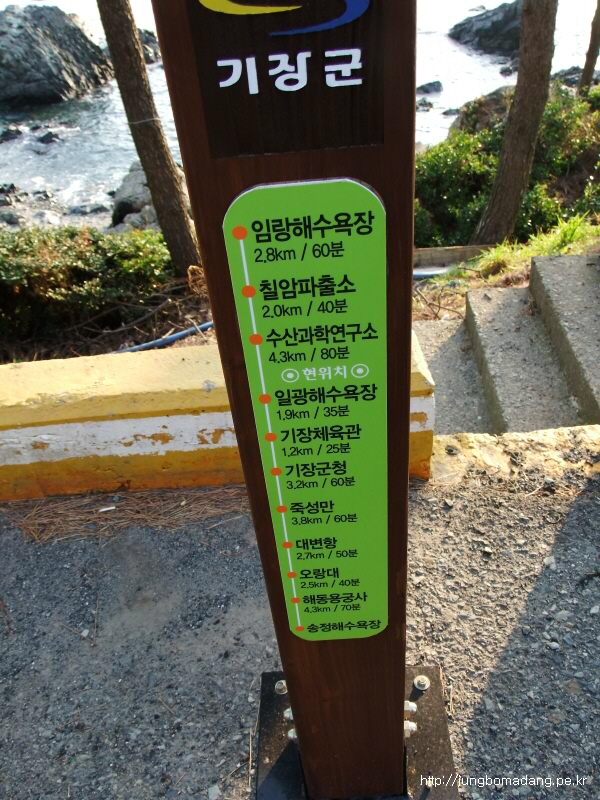 기장군
임랑해수욕장
2.8km / 60분
칠암파출소
2.0km / 40분
수산과학연구소
4.3km / 80분
현위치
일광해수욕장
1.9km / 35분
기장체육관
1.2km / 25분
기장군청
3.2km / 60분
죽성만
3.8km / 60분
대변항
2.7km / 50분
오랑대
2.5km / 40분
해동용궁사
4.3km / 70분
송정해수욕장
http://jungbomadang.pe.kr